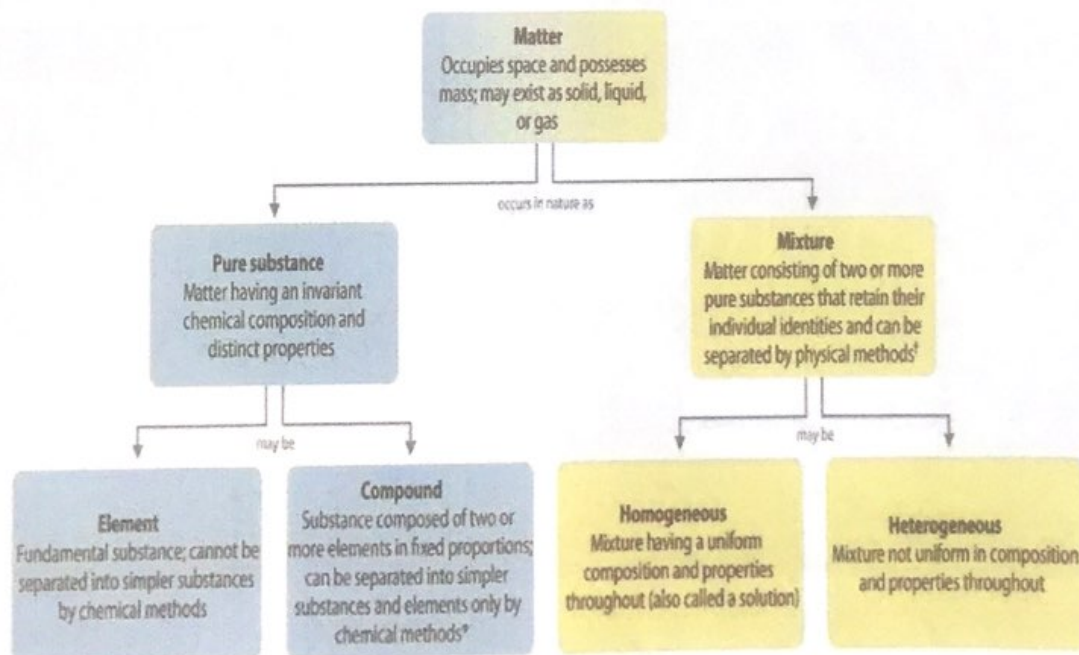 Matter
Occupies space and possesses
mass; may exist as solid, liquid,
or gas
occurs in nature as
Pure substance
Matter having an invariant
chemical composition and
distinct properties
Mixture
Matter consisting of two or more
pure substances that retain their
individual identities and can be
separated by physical methods†
may be
may be
Element
Fundamental substance; cannot be
separated into simpler substances
by chemical methods
Compound
Substance composed of two or
more elements in fixed proportions;
can be separated into simpler
substances and elements only by
chemical methods*
Homogeneous
Mixture having a uniform
composition and properties
throughout (also called a solution)
Heterogeneous
Mixture not uniform in composition
and properties throughout